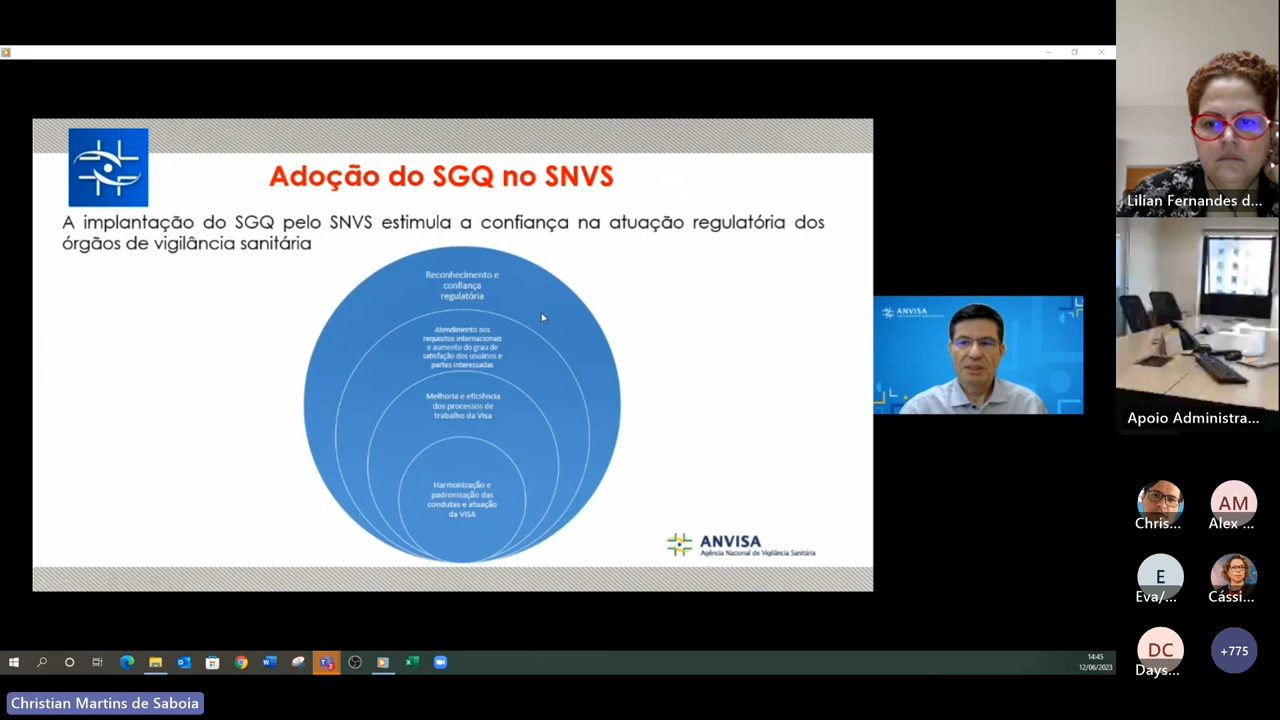 Adoção do SGQ no SNVS
A implantação do SGQ pelo SNVS estimula a confiança na atuação regulatória dos
órgãos de vigilância sanitária
Reconhecimento e
confiança
regulatória
Atendimento aos
requisitos internacionais
e aumento do grau de
satisfação dos usuários e
partes interessadas
Melhoria e eficiência
dos processos de
trabalho da Visa
Harmonização e
padronização das
condutas e atuação
da VISA
ANVISA
Agência Nacional de Vigilância Sanitária
ANVISA
Lilian Fernandes d...
Apoio Administra...
Chris...
AM
Alex ...
E
Eva/...
Cássi...
DC
Days...
+775
14:45
12/06/2023
Christian Martins de Saboia